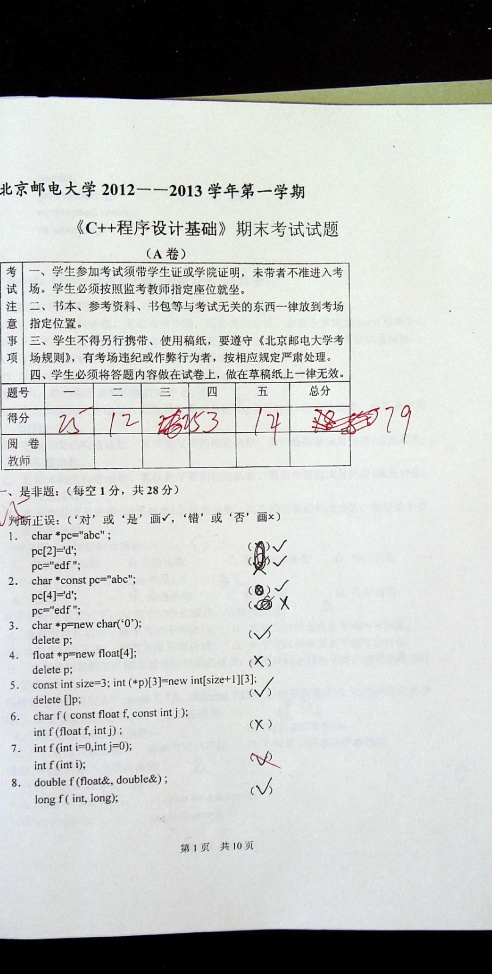 北京邮电大学 2012——2013 学年第一学期
《C++程序设计基础》期末考试试题
(A 卷)
考试注意事项
一、学生参加考试须带学生证或学院证明，未带者不准进入考
场。学生必须按照监考教师指定座位就坐。
二、书本、参考资料、书包等与考试无关的东西一律放到考场
指定位置。
三、学生不得另行携带、使用稿纸，要遵守《北京邮电大学考
场规则》，有考场违纪或作弊行为者，按相应规定严肃处理。
四、学生必须将答题内容做在试卷上，做在草稿纸上一律无效。
题号 一 二 三 四 五 总分
得分 25 12 25 3 14 79
阅 卷
教师
一、是非题：（每空 1 分，共 28 分）
判断正误：（‘对’或‘是’画✓，‘错’或‘否’画×）
1. char *pc="abc" ;
pc[2]='d'; ( ) ✓
pc="edf "; ( ) ✓
2. char *const pc="abc";
pc[4]='d'; ( ) ✓
pc="edf "; ( ) X
3. char *p=new char('0');
delete p; (✓)
4. float *p=new float[4];
delete p; (X)
5. const int size=3; int (*p)[3]=new int[size+1][3];
delete []p; (✓)
6. char f ( const float f, const int j );
int f (float f, int j) ; (X)
7. int f (int i=0,int j=0);
int f (int i); (✓)
8. double f (float&, double&) ;
long f ( int, long); (✓)
第 1 页 共 10 页